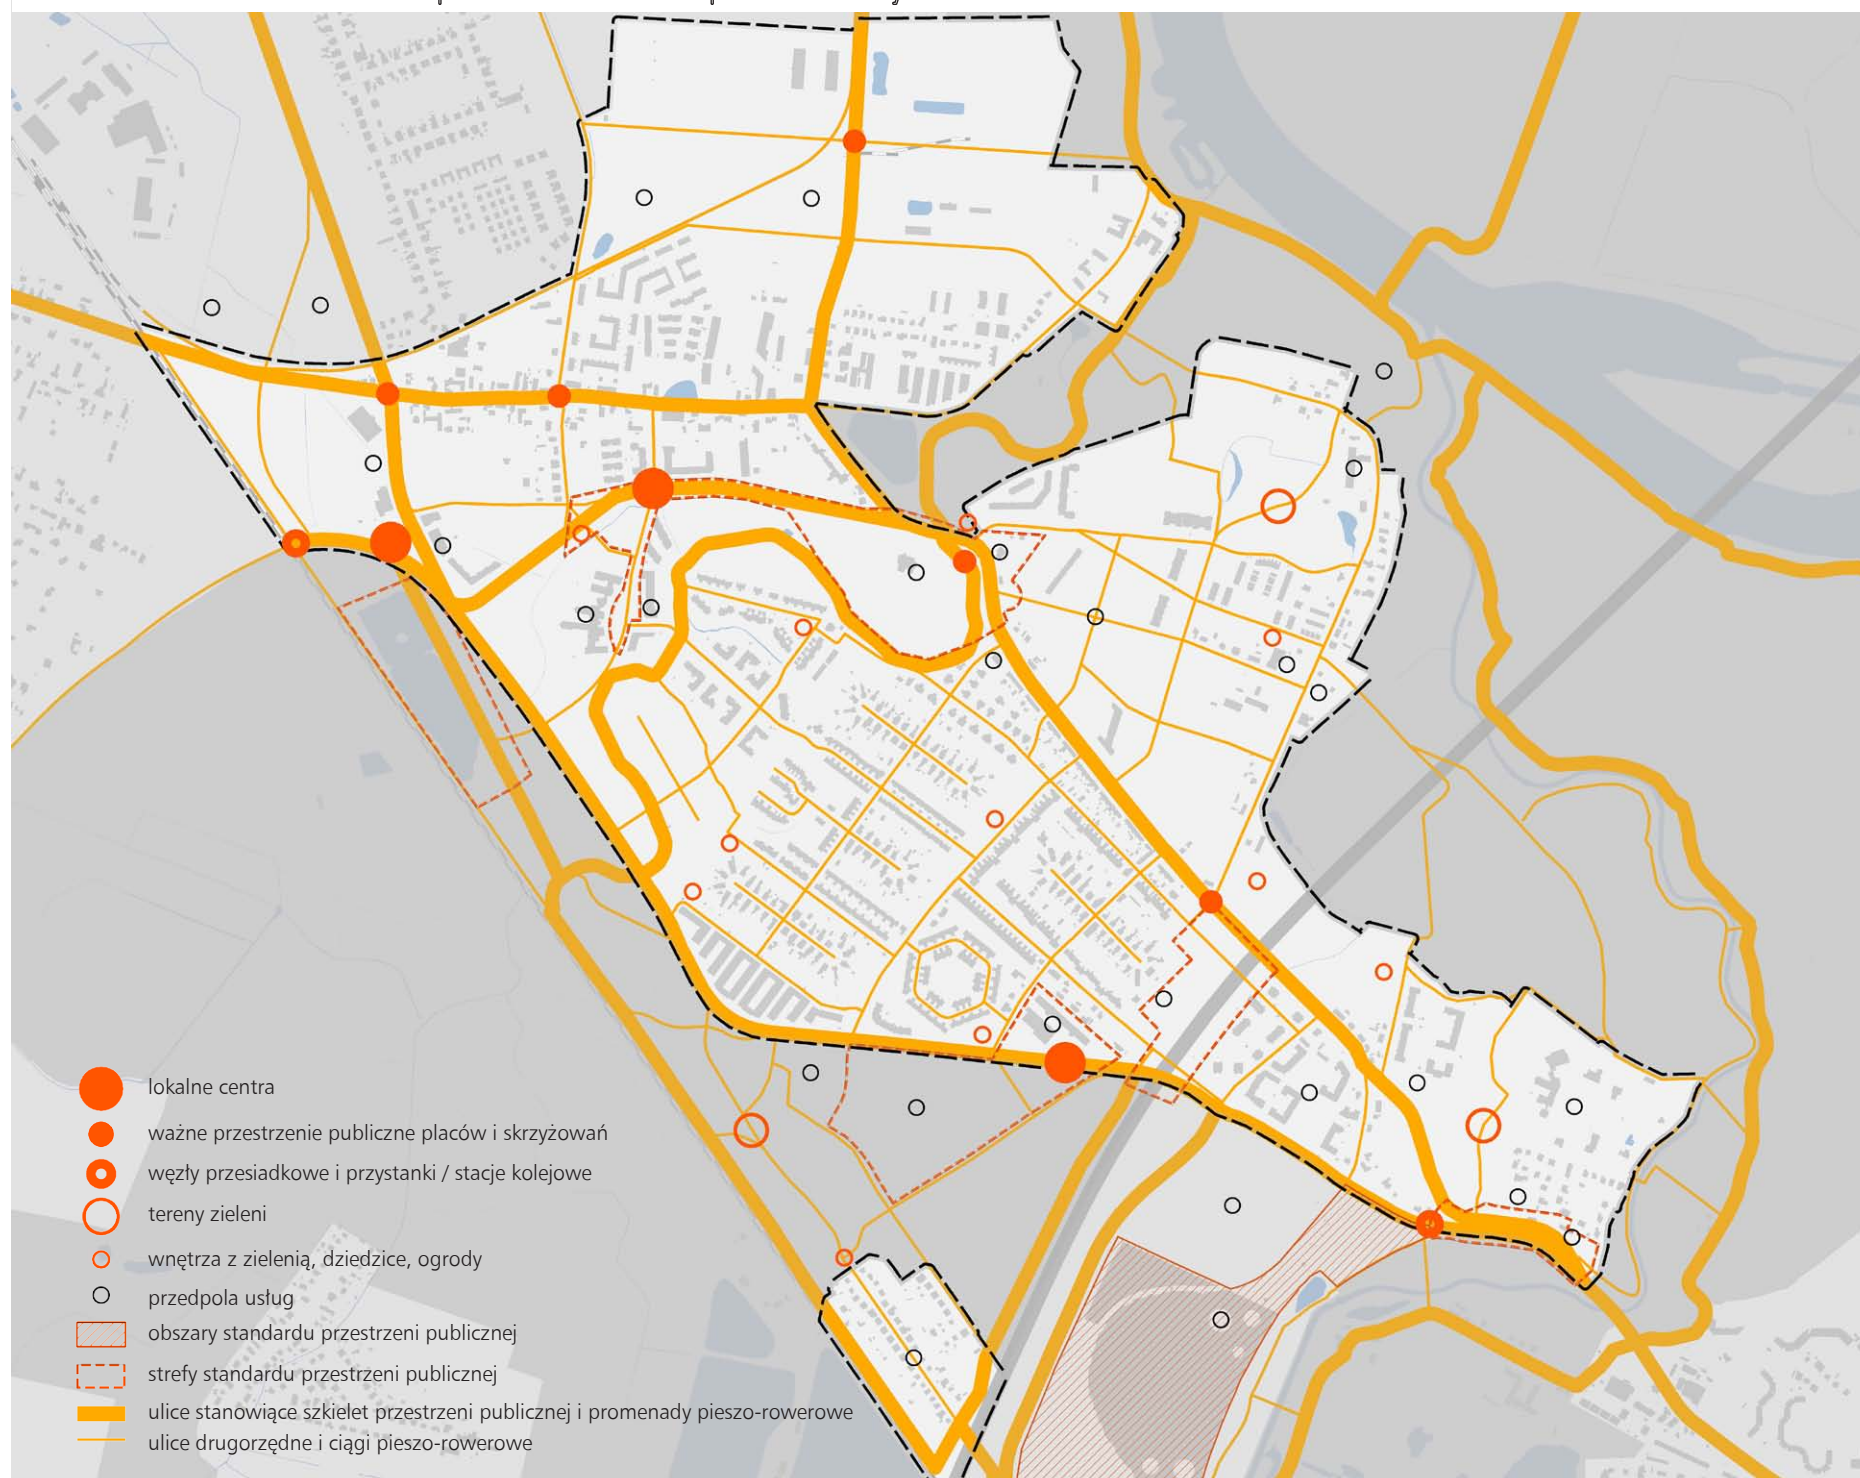 lokalne centra
ważne przestrzenie publiczne placów i skrzyżowań
węzły przesiadkowe i przystanki / stacje kolejowe
tereny zieleni
wnętrza z zielenią, dziedzice, ogrody
przedpola usług
obszary standardu przestrzeni publicznej
strefy standardu przestrzeni publicznej
ulice stanowiące szkielet przestrzeni publicznej i promenady pieszo-rowerowe
ulice drugorzędne i ciągi pieszo-rowerowe